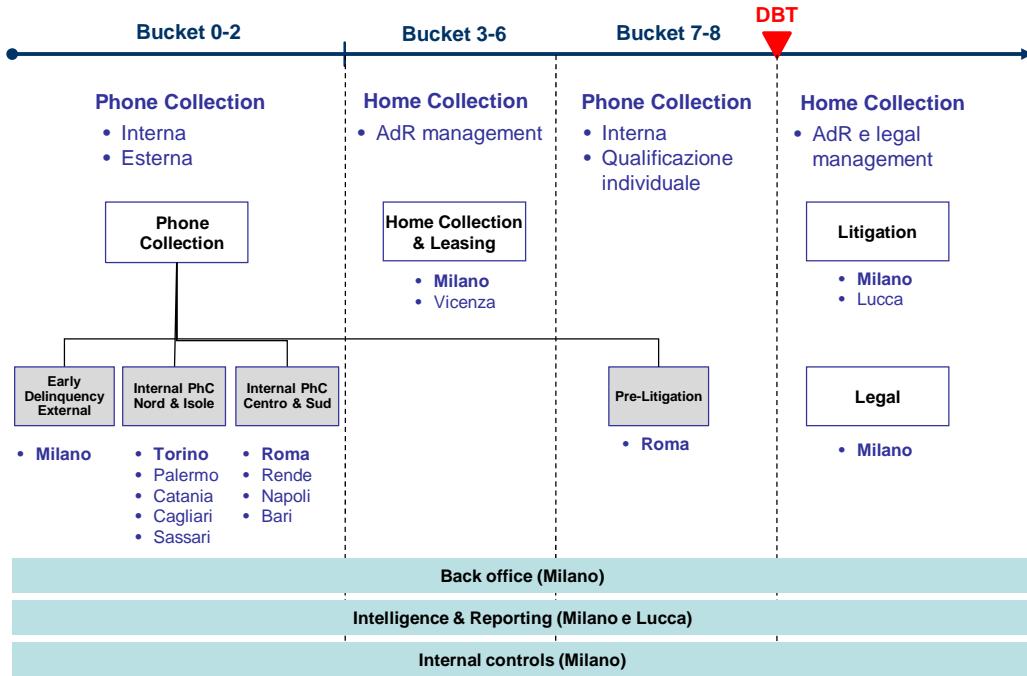 Bucket 0-2
Bucket 3-6
Bucket 7-8
DBT
Phone Collection
• Interna
• Esterna
Home Collection
• AdR management
Phone Collection
• Interna
• Qualificazione
individuale
Home Collection
• AdR e legal
management
Phone
Collection
Home Collection
& Leasing
• Milano
• Vicenza
Litigation
• Milano
• Lucca
Early
Delinquency
External
• Milano
Internal PhC
Nord & Isole
• Torino
• Palermo
• Catania
• Cagliari
• Sassari
Internal PhC
Centro & Sud
• Roma
• Rende
• Napoli
• Bari
Pre-Litigation
• Roma
Legal
• Milano
Back office (Milano)
Intelligence & Reporting (Milano e Lucca)
Internal controls (Milano)